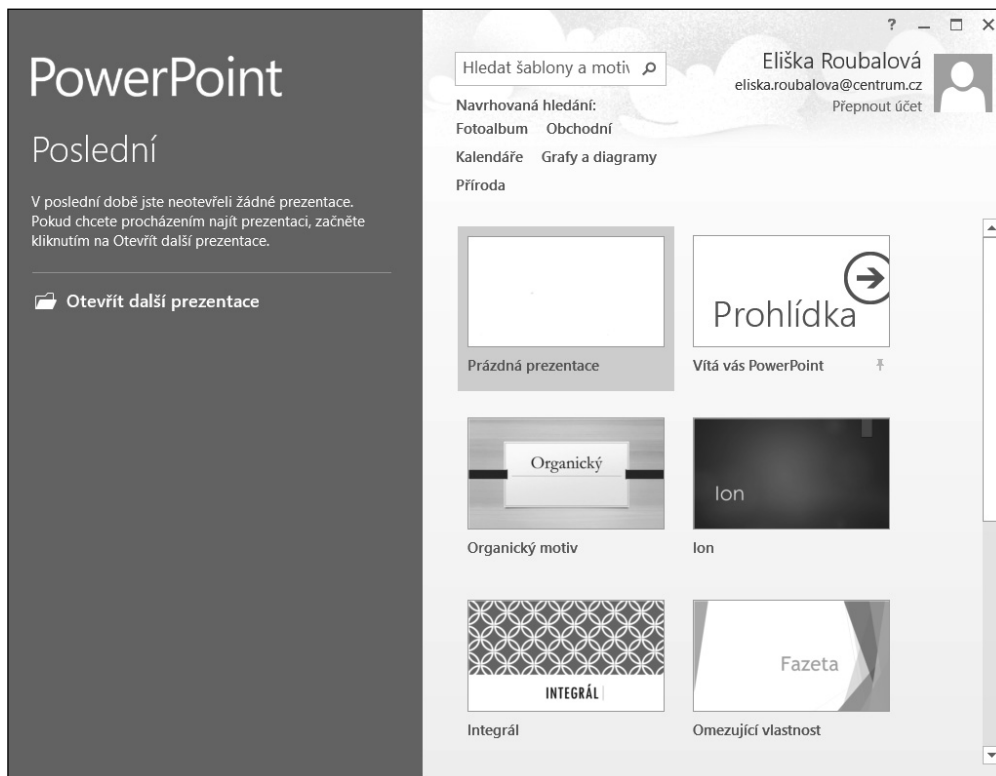 PowerPoint
Poslední
V poslední době jste neotevřeli žádné prezentace.
Pokud chcete procházením najít prezentaci, začněte
kliknutím na Otevřít další prezentace.
Otevřít další prezentace
?
Hledat šablony a motiv
Eliška Roubalová
eliska.roubalova@centrum.cz
Přepnout účet
Navrhovaná hledání:
Fotoalbum Obchodní
Kalendáře Grafy a diagramy
Příroda
Prohlídka
Prázdná prezentace
Vítá vás PowerPoint
Organický
Ion
Organický motiv
Ion
INTEGRÁL
Fazeta
Integrál
Omezující vlastnost